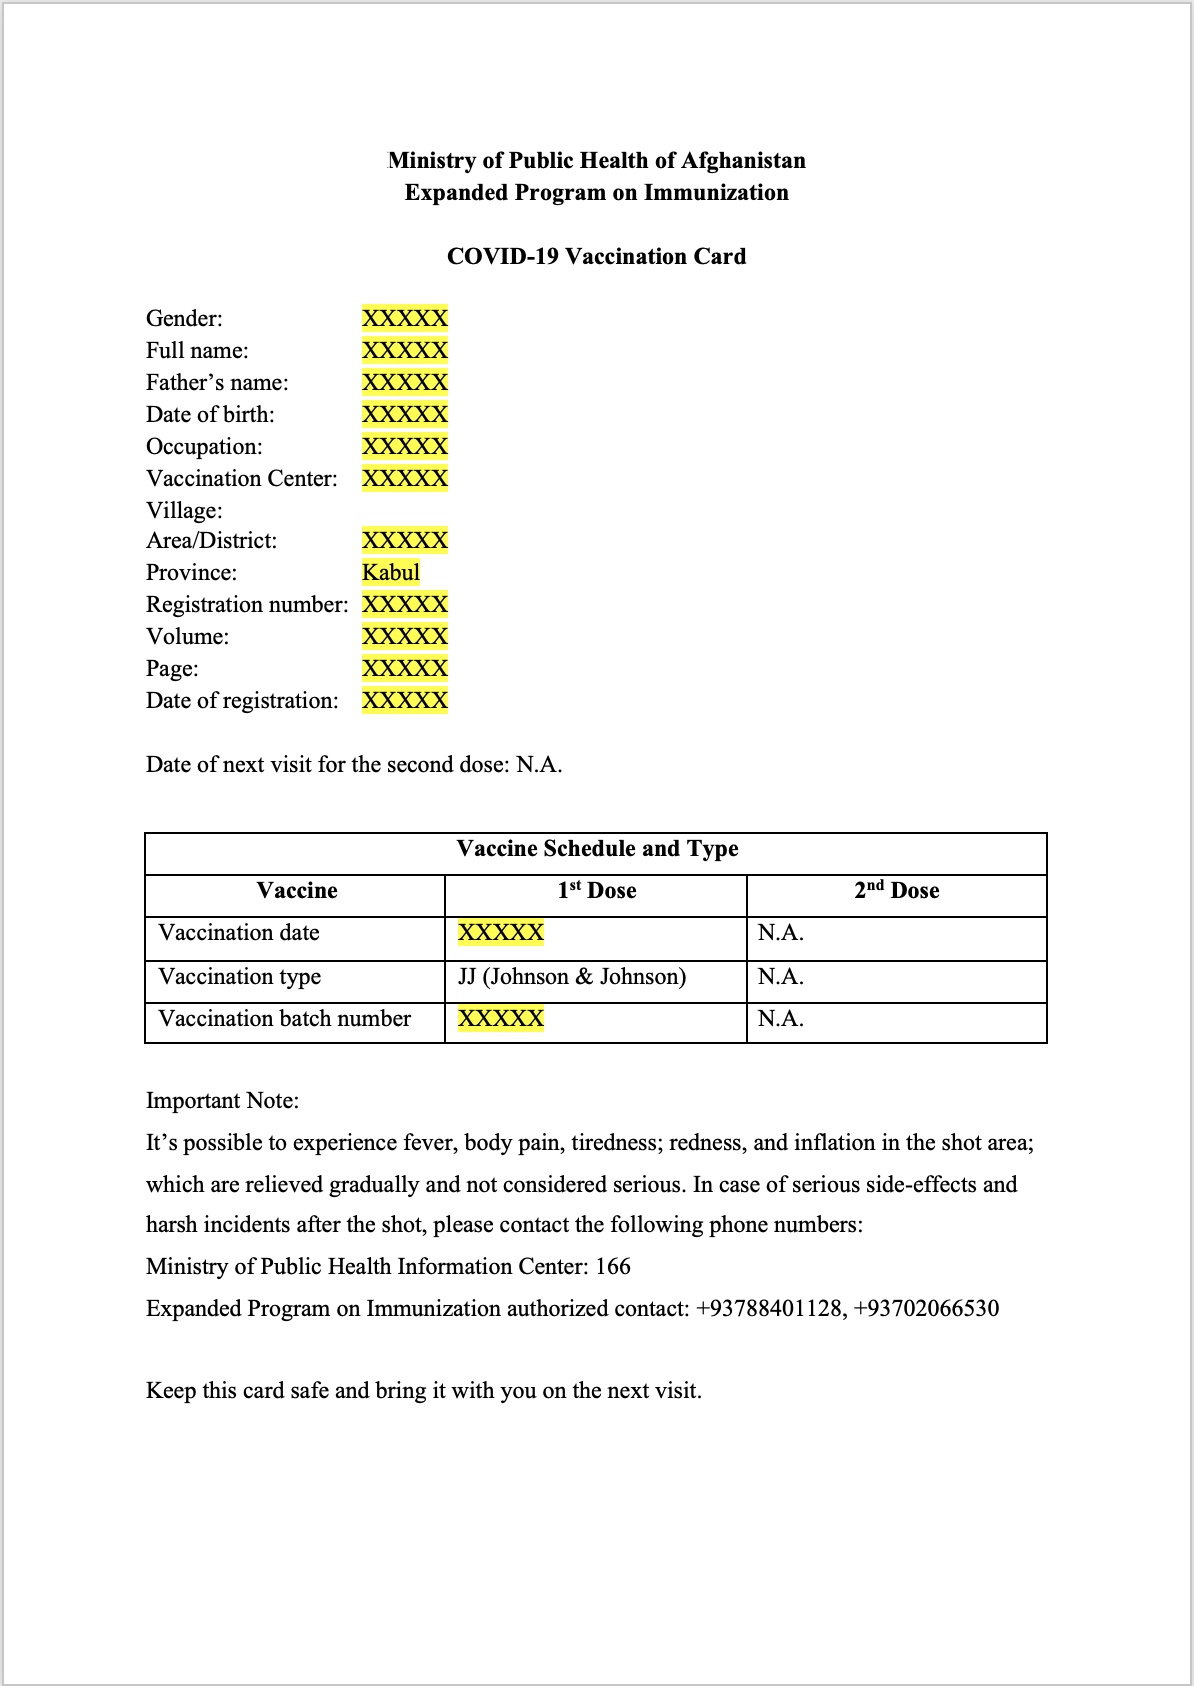 Ministry of Public Health of Afghanistan
Expanded Program on Immunization
COVID-19 Vaccination Card
Gender: XXXXX
Full name: XXXXX
Father’s name: XXXXX
Date of birth: XXXXX
Occupation: XXXXX
Vaccination Center: XXXXX
Village:
Area/District: XXXXX
Province: Kabul
Registration number: XXXXX
Volume: XXXXX
Page: XXXXX
Date of registration: XXXXX
Date of next visit for the second dose: N.A.
Vaccine Schedule and Type
Vaccine 1st Dose 2nd Dose
Vaccination date XXXXX N.A.
Vaccination type JJ (Johnson & Johnson) N.A.
Vaccination batch number XXXXX N.A.
Important Note:
It’s possible to experience fever, body pain, tiredness; redness, and inflation in the shot area;
which are relieved gradually and not considered serious. In case of serious side-effects and
harsh incidents after the shot, please contact the following phone numbers:
Ministry of Public Health Information Center: 166
Expanded Program on Immunization authorized contact: +93788401128, +93702066530
Keep this card safe and bring it with you on the next visit.